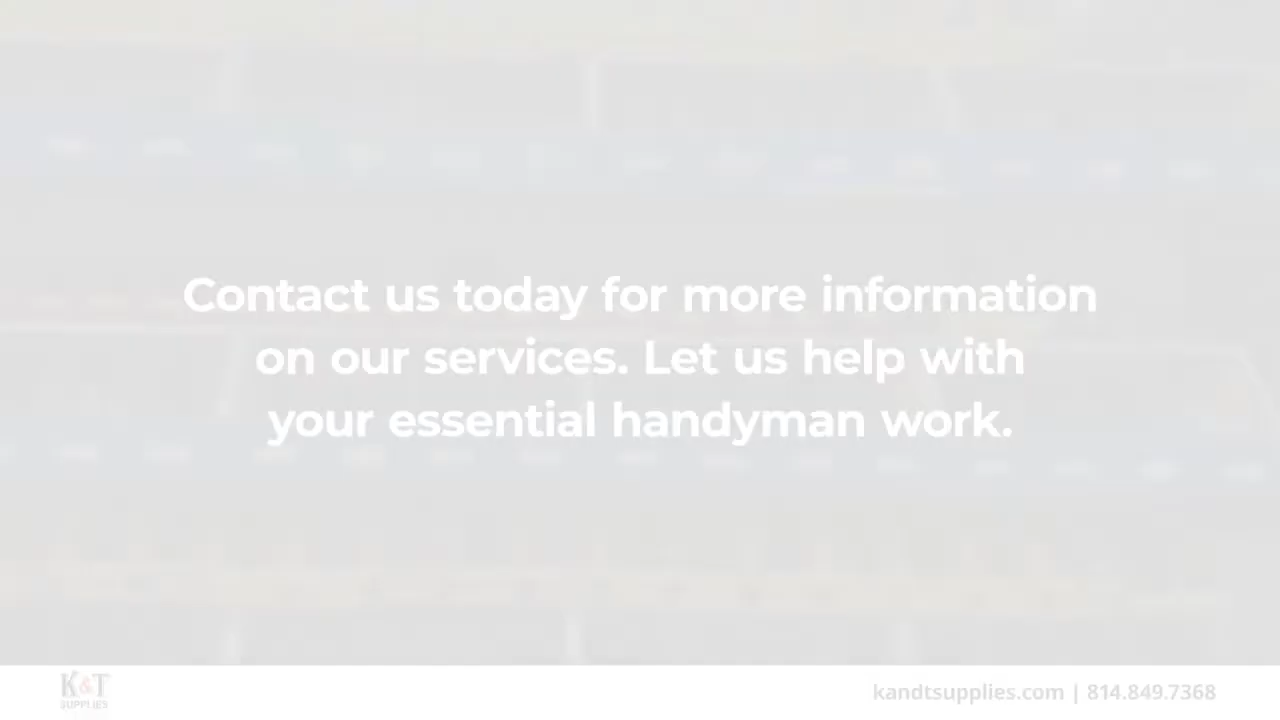 Contact us today for more information
on our services. Let us help with
your essential handyman work.
K&T
SUPPLIES
kandtsupplies.com | 814.849.7368